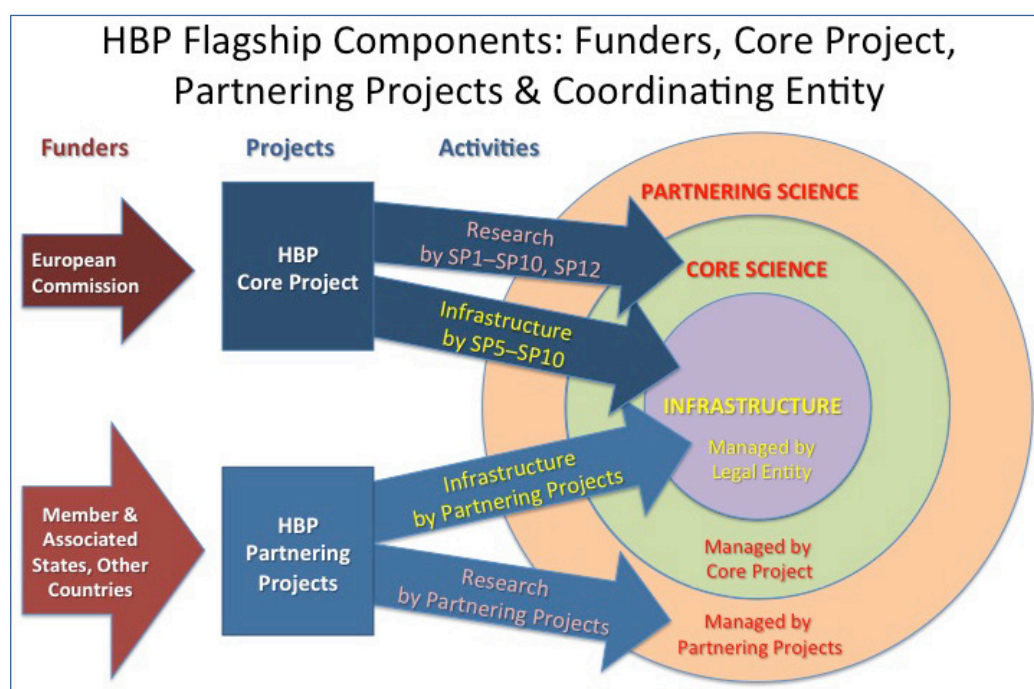 HBP Flagship Components: Funders, Core Project,
Partnering Projects & Coordinating Entity
Funders
Projects
Activities
European
Commission
HBP
Core Project
Research
by SP1–SP10, SP12
Infrastructure
by SP5–SP10
PARTNERING SCIENCE
CORE SCIENCE
INFRASTRUCTURE
Managed by
Legal Entity
Member &
Associated
States, Other
Countries
HBP
Partnering
Projects
Infrastructure
by Partnering Projects
Research
by Partnering Projects
Managed by
Core Project
Managed by
Partnering Projects